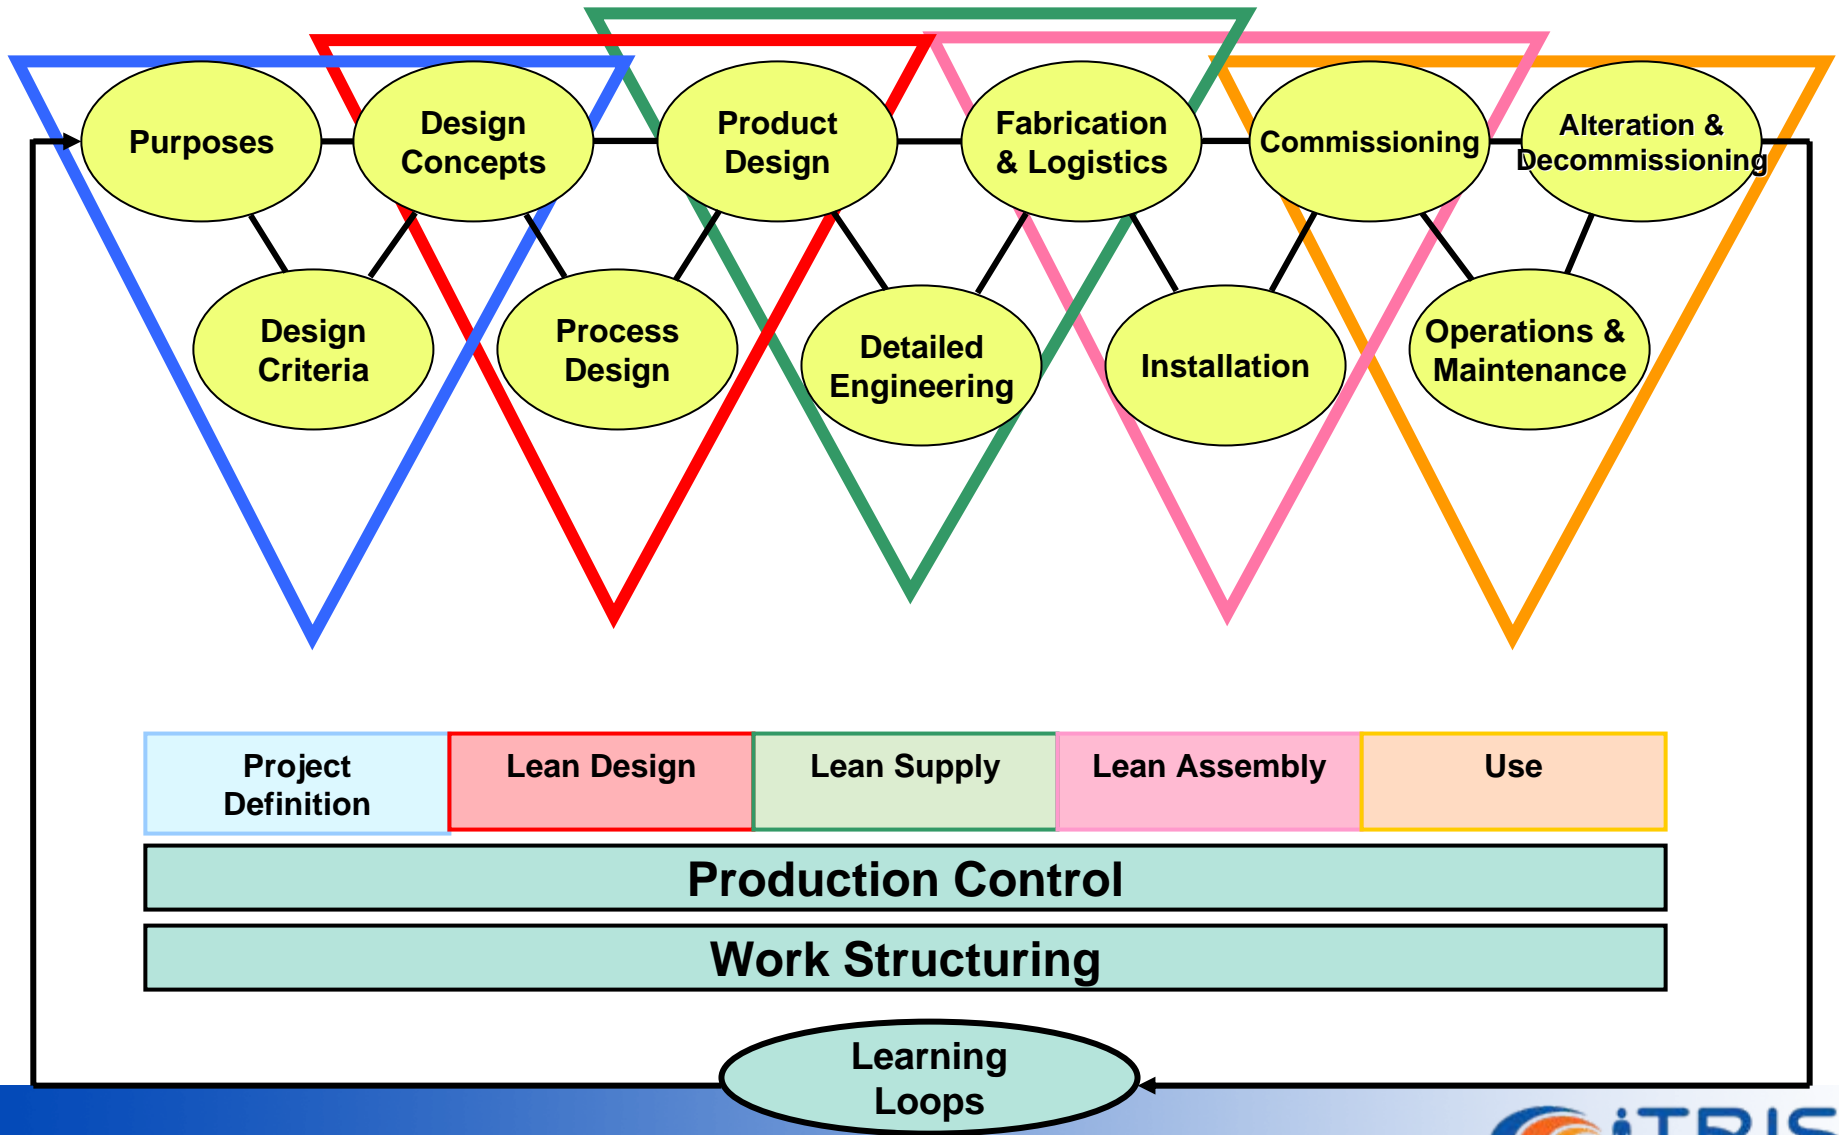 Purposes
Design
Concepts
Product
Design
Fabrication
& Logistics
Commissioning
Alteration &
Decommissioning
Design
Criteria
Process
Design
Detailed
Engineering
Installation
Operations &
Maintenance
Project
Definition
Lean Design
Lean Supply
Lean Assembly
Use
Production Control
Work Structuring
Learning
Loops
iTRIS